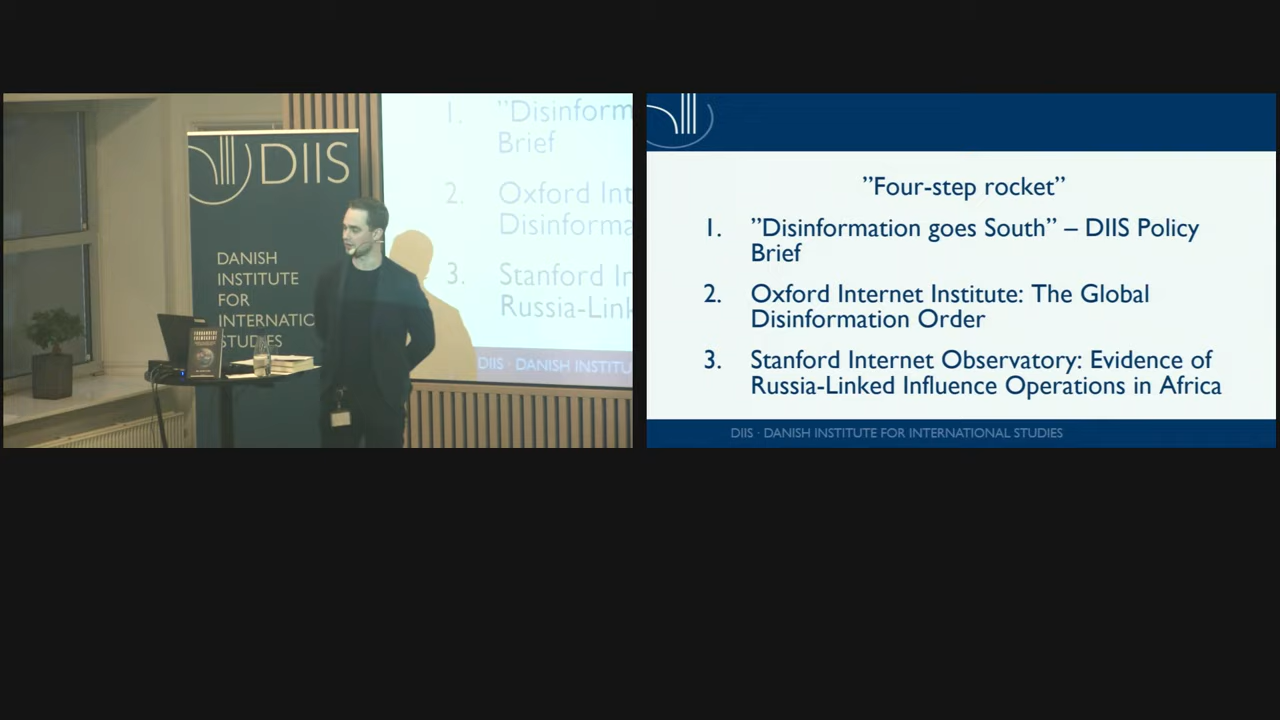 DIIS
DANISH
INSTITUTE
FOR
INTERNATIC
STUDIES
1. ”Disinform
Brief
2. Oxford Int
Disinforma
3. Stanford In
Russia-Link
DIIS · DANISH INSTITU
”Four-step rocket”
1. ”Disinformation goes South” – DIIS Policy
Brief
2. Oxford Internet Institute: The Global
Disinformation Order
3. Stanford Internet Observatory: Evidence of
Russia-Linked Influence Operations in Africa
DIIS · DANISH INSTITUTE FOR INTERNATIONAL STUDIES